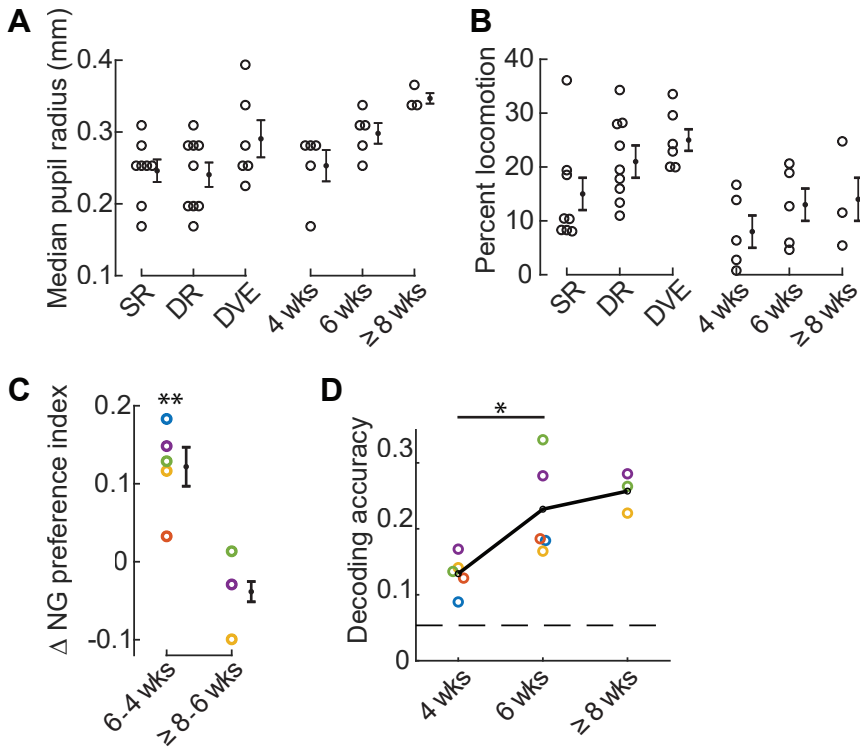 A
Median pupil radius (mm)
0.4
0.3
0.2
0.1
SR
DR
DVE
4 wks
6 wks
≥ 8 wks
B
Percent locomotion
40
30
20
10
0
SR
DR
DVE
4 wks
6 wks
≥ 8 wks
C
Δ NG preference index
**
0.2
0.1
0
-0.1
6-4 wks
≥ 8-6 wks
D
Decoding accuracy
*
0.3
0.2
0.1
0
4 wks
6 wks
≥ 8 wks